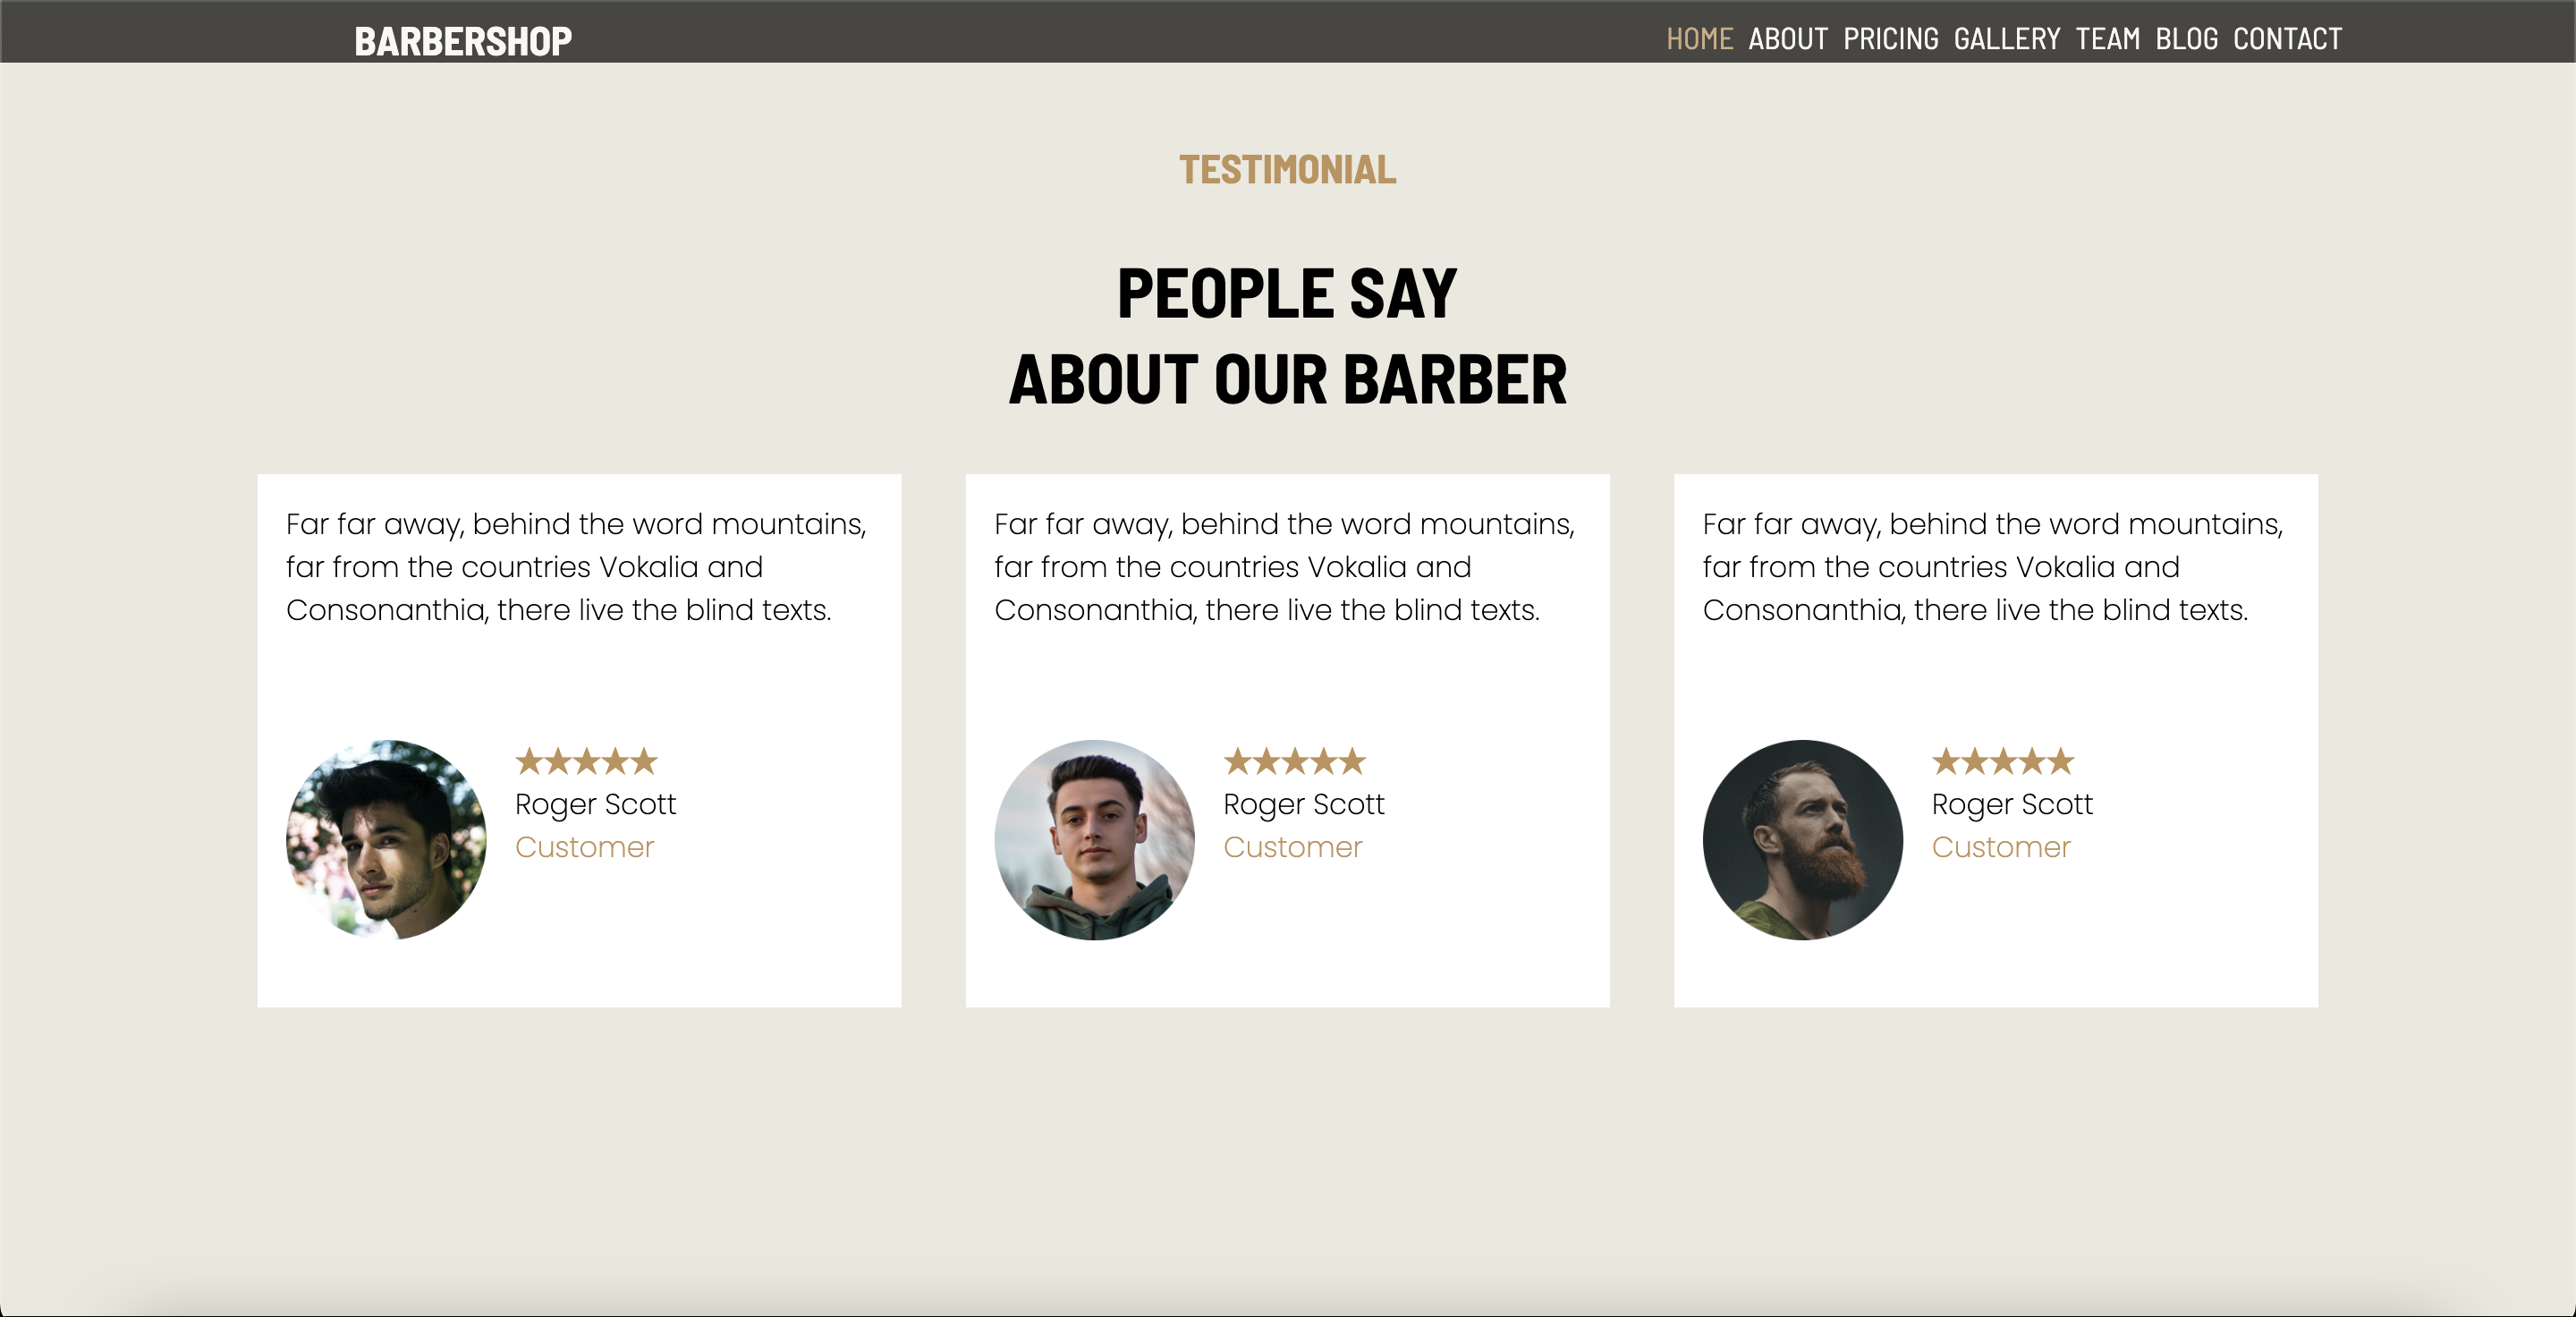 BARBERSHOP
HOME ABOUT PRICING GALLERY TEAM BLOG CONTACT
TESTIMONIAL
PEOPLE SAY
ABOUT OUR BARBER
Far far away, behind the word mountains,
far from the countries Vokalia and
Consonanthia, there live the blind texts.
★★★★★
Roger Scott
Customer
Far far away, behind the word mountains,
far from the countries Vokalia and
Consonanthia, there live the blind texts.
★★★★★
Roger Scott
Customer
Far far away, behind the word mountains,
far from the countries Vokalia and
Consonanthia, there live the blind texts.
★★★★★
Roger Scott
Customer